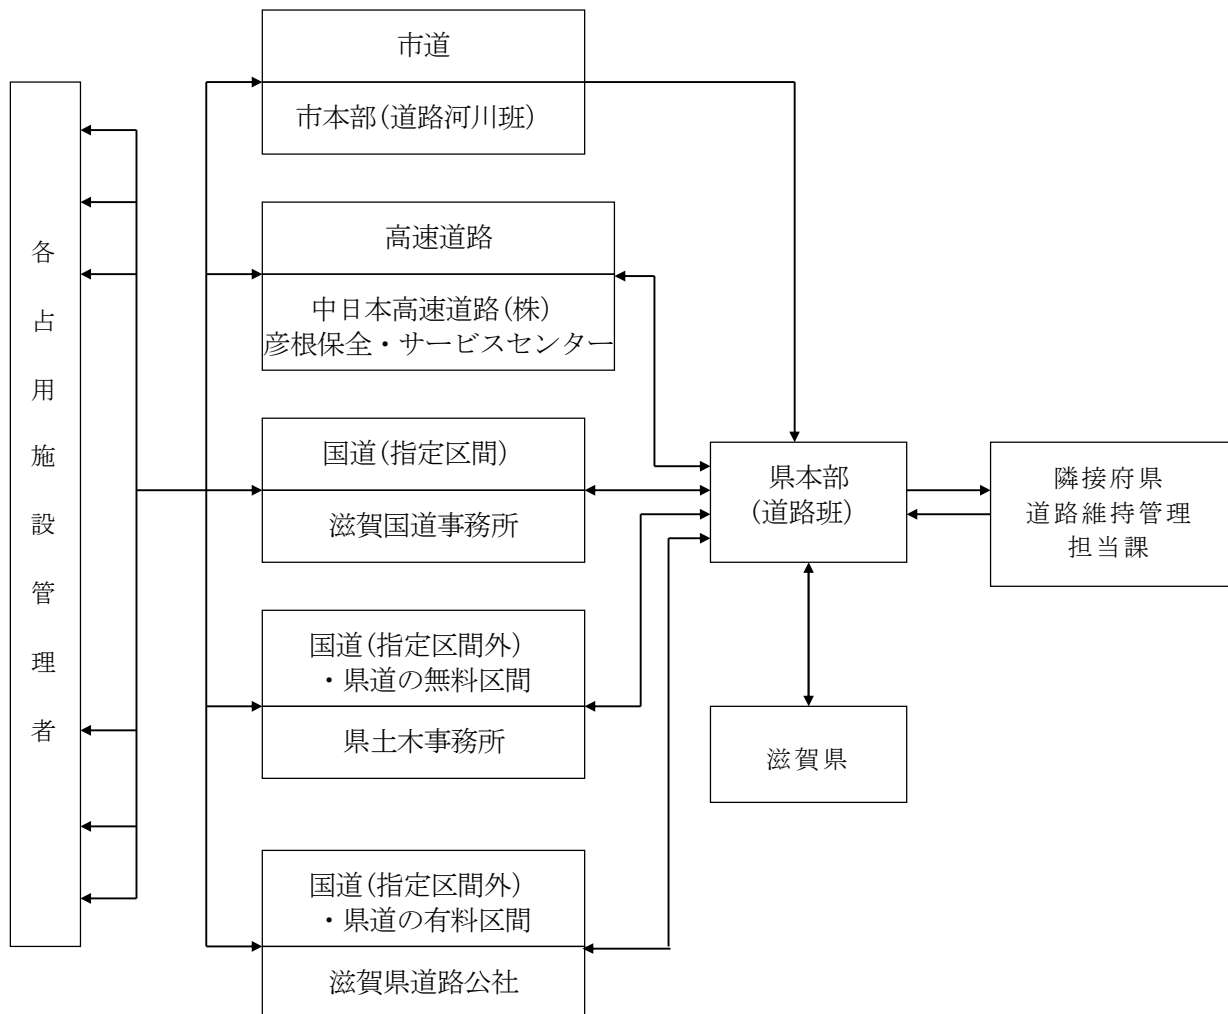 各占用施設管理者
市道
市本部(道路河川班)
高速道路
中日本高速道路(株)
彦根保全・サービスセンター
国道(指定区間)
滋賀国道事務所
国道(指定区間外)
・県道の無料区間
県土木事務所
国道(指定区間外)
・県道の有料区間
滋賀県道路公社
県本部
(道路班)
滋賀県
隣接府県
道路維持管理
担当課